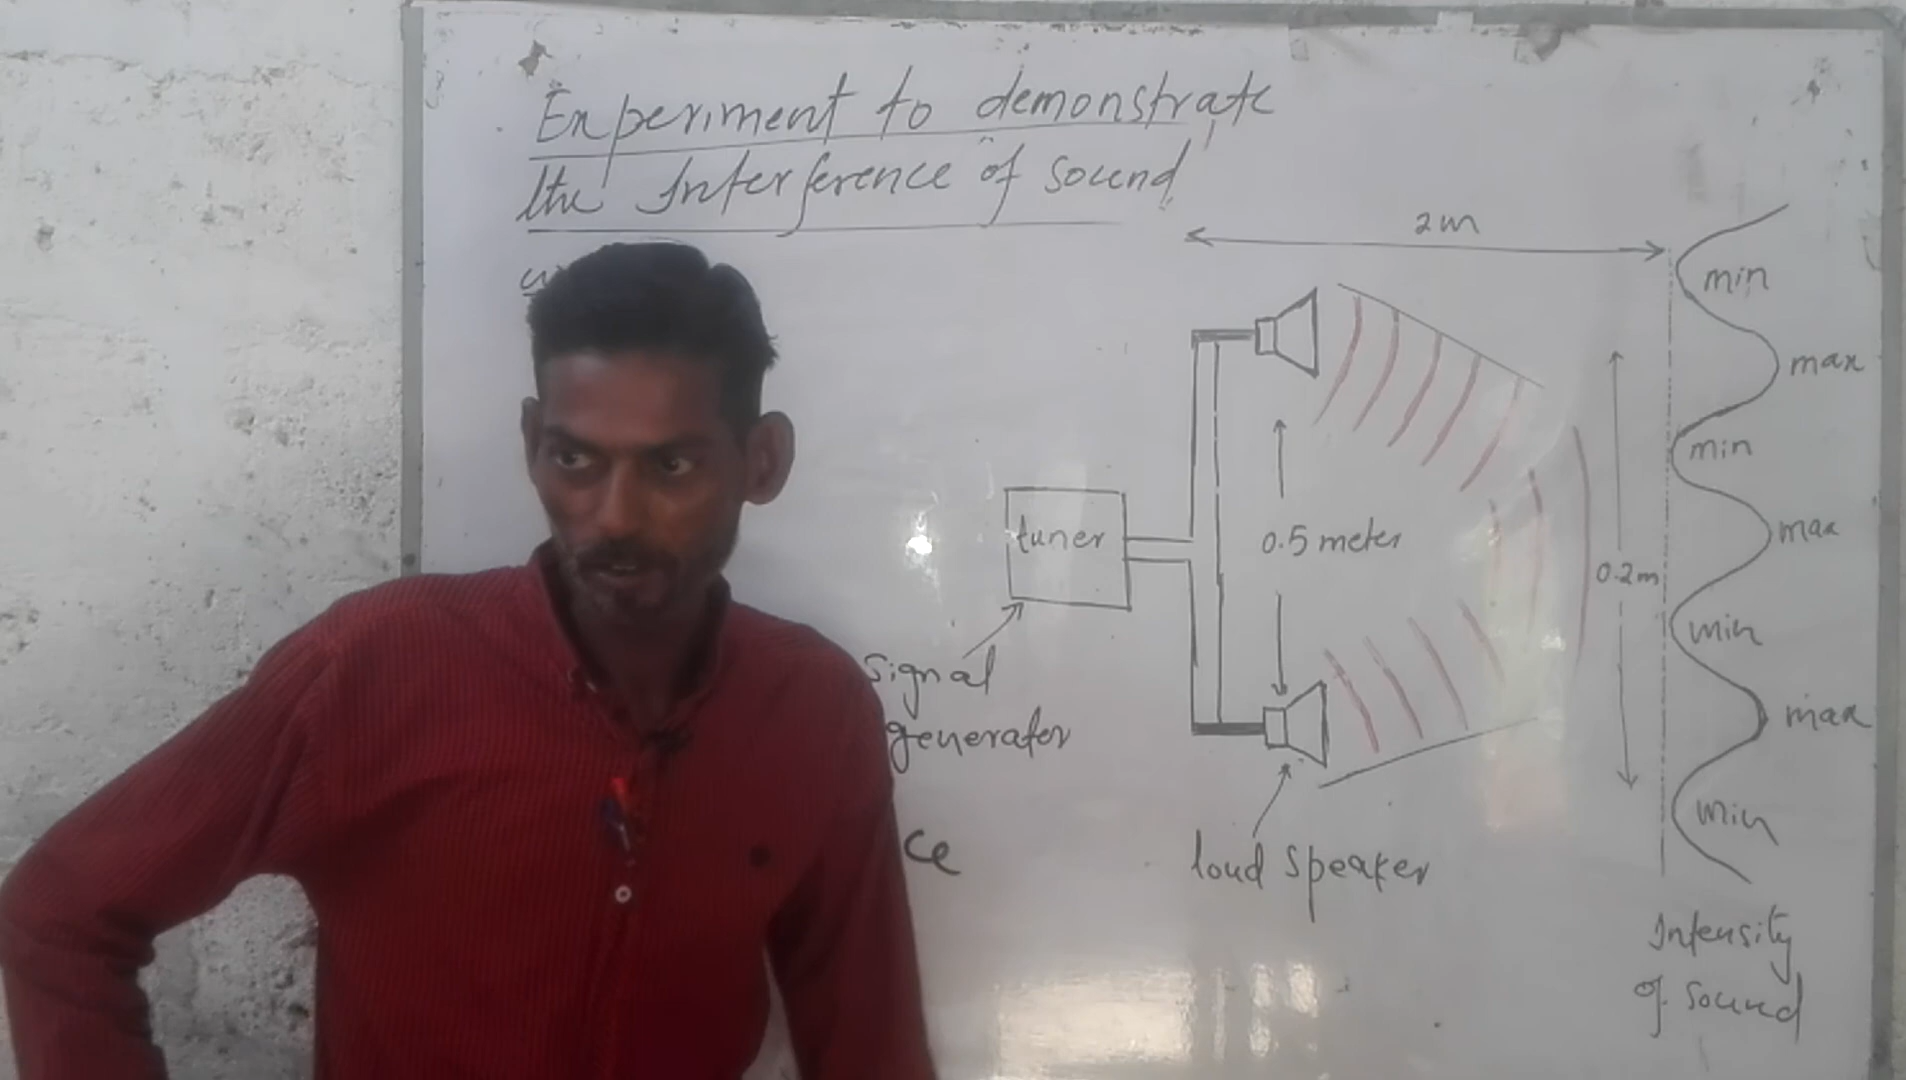 Experiment to demonstrate
the Interference of sound
2m
min
max
min
max
min
max
min
tuner
0.5 meter
0.2m
signal
generator
loud speaker
ce
Intensity
of sound